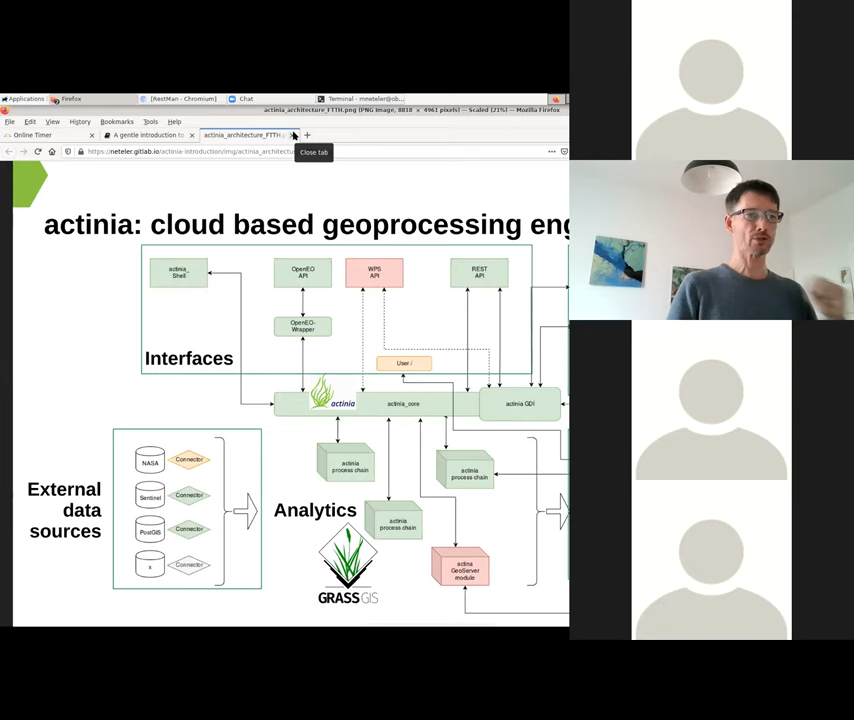 Applications
Firefox
[RestMan - Chromium]
Chat
Terminal - mneteler@ob...
actinia_architecture_FTTH.png (PNG Image, 8818 × 4961 pixels) — Scaled (21%) — Mozilla Firefox
File Edit View History Bookmarks Tools Help
Online Timer
A gentle introduction to
actinia_architecture_FTTH.
https://neteler.gitlab.io/actinia-introduction/img/actinia_architectu
Close tab
actinia: cloud based geoprocessing eng
actinia_
Shell
OpenEO
API
WPS
API
REST
API
OpenEO-
Wrapper
Interfaces
User i
actinia
actinia_core
actinia GDI
External
data
sources
NASA
Connector
Sentinel
Connector
PostGIS
Connector
x
Connector
Analytics
actinia
process chain
actinia
process chain
actinia
process chain
actinia
GeoServer
module
GRASS GIS